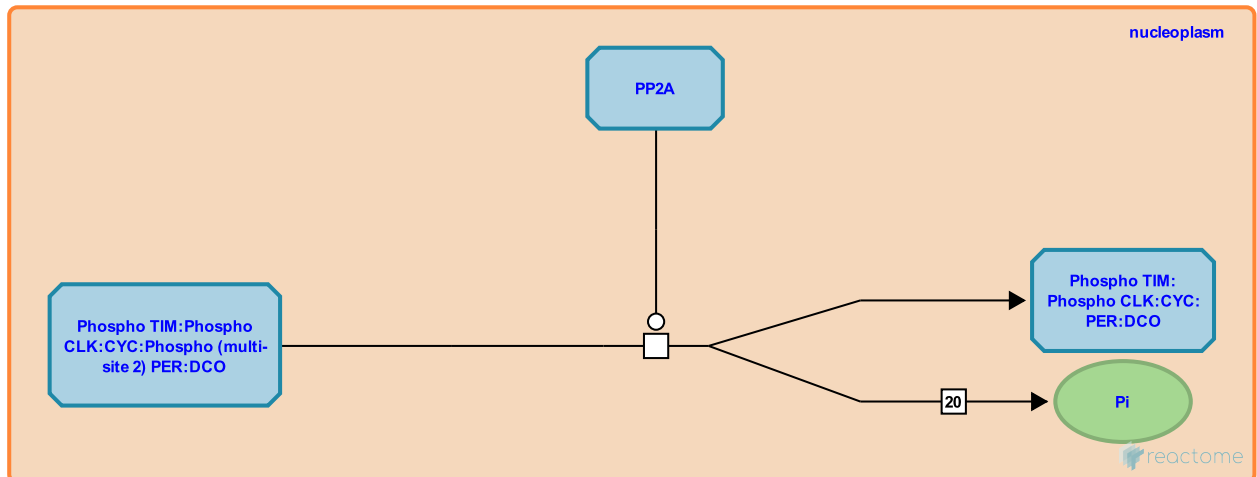 nucleoplasm
PP2A
Phospho TIM:Phospho
CLK:CYC:Phospho (multi-
site 2) PER:DCO
Phospho TIM:
Phospho CLK:CYC:
PER:DCO
20
Pi
reactome